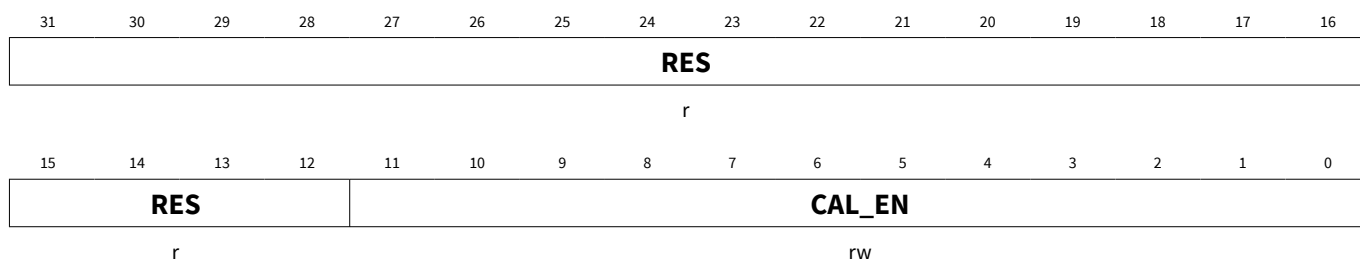 31 30 29 28 27 26 25 24 23 22 21 20 19 18 17 16
RES
r
15 14 13 12 11 10 9 8 7 6 5 4 3 2 1 0
RES CAL_EN
r rw